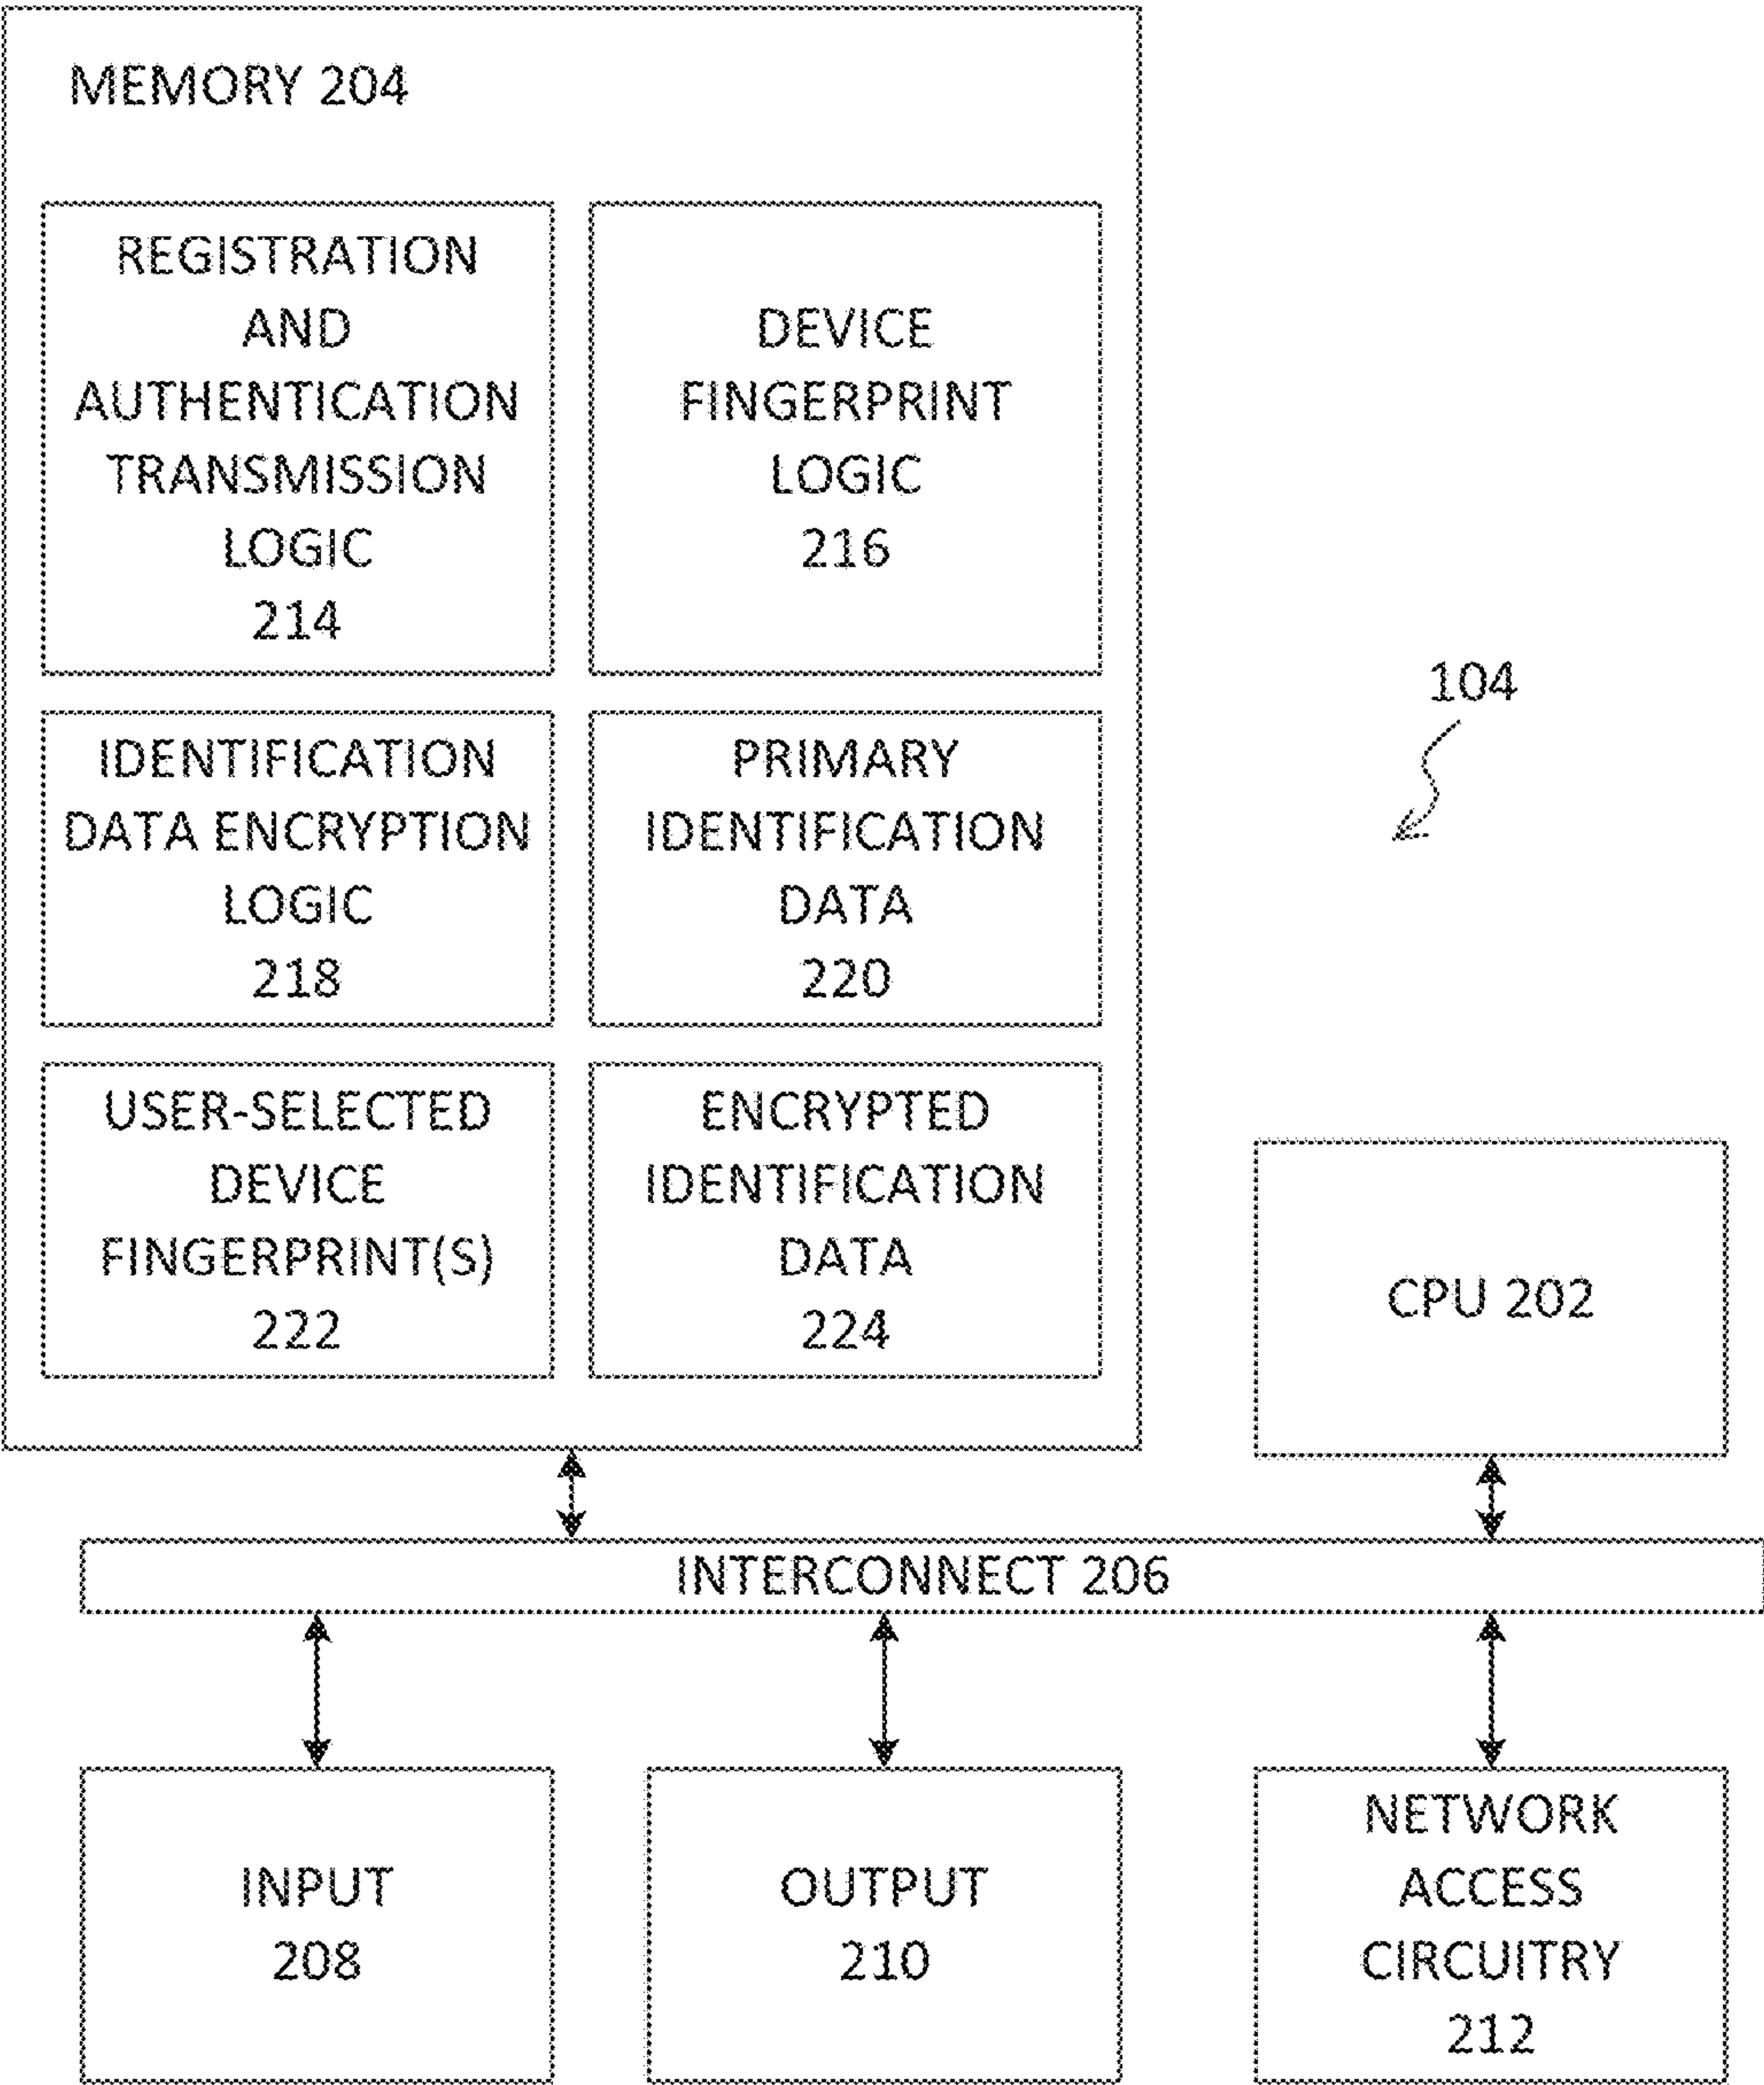 MEMORY 204
REGISTRATION
AND
AUTHENTICATION
TRANSMISSION
LOGIC
214
DEVICE
FINGERPRINT
LOGIC
216
104
IDENTIFICATION
DATA ENCRYPTION
LOGIC
218
PRIMARY
IDENTIFICATION
DATA
220
USER-SELECTED
DEVICE
FINGERPRINT(S)
222
ENCRYPTED
IDENTIFICATION
DATA
224
CPU 202
INTERCONNECT 206
INPUT
208
OUTPUT
210
NETWORK
ACCESS
CIRCUITRY
212